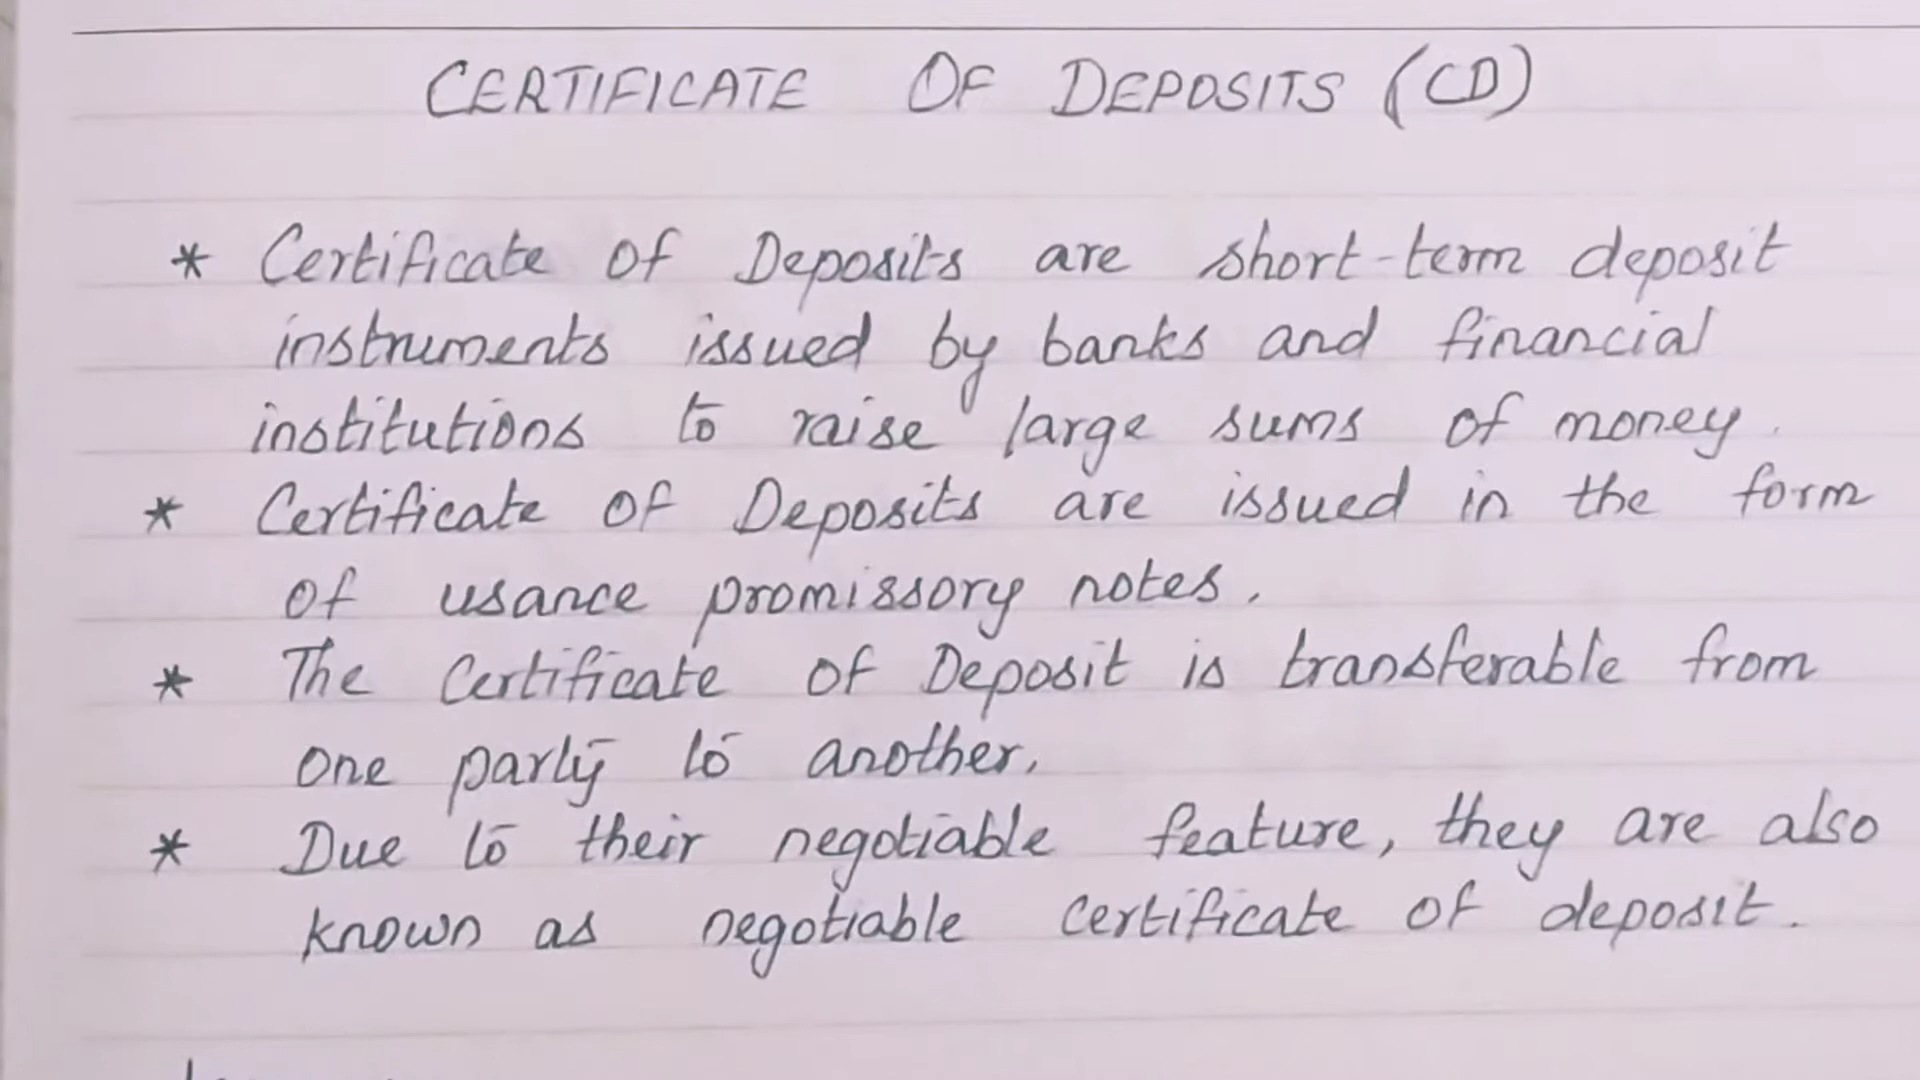 CERTIFICATE OF DEPOSITS (CD)
* Certificate of Deposits are short-term deposit
instruments issued by banks and financial
institutions to raise large sums of money.
* Certificate of Deposits are issued in the form
of usance promissory notes.
* The Certificate of Deposit is transferable from
one party to another.
* Due to their negotiable feature, they are also
known as negotiable certificate of deposit.